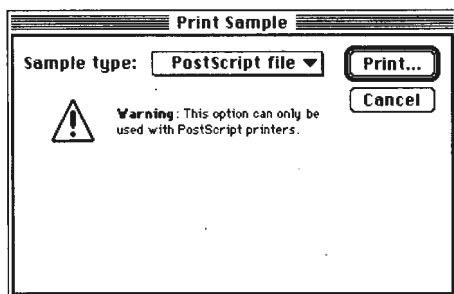 Print Sample
Sample type: PostScript file Print...
Cancel
Warning: This option can only be
used with PostScript printers.